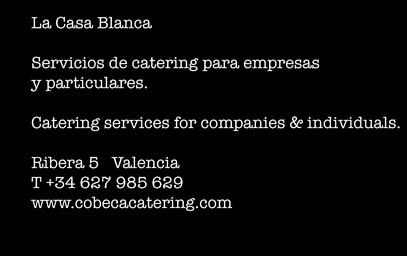 La Casa Blanca
Servicios de catering para empresas
y particulares.
Catering services for companies & individuals.
Ribera 5 Valencia
T +34 627 985 629
www.cobecacatering.com